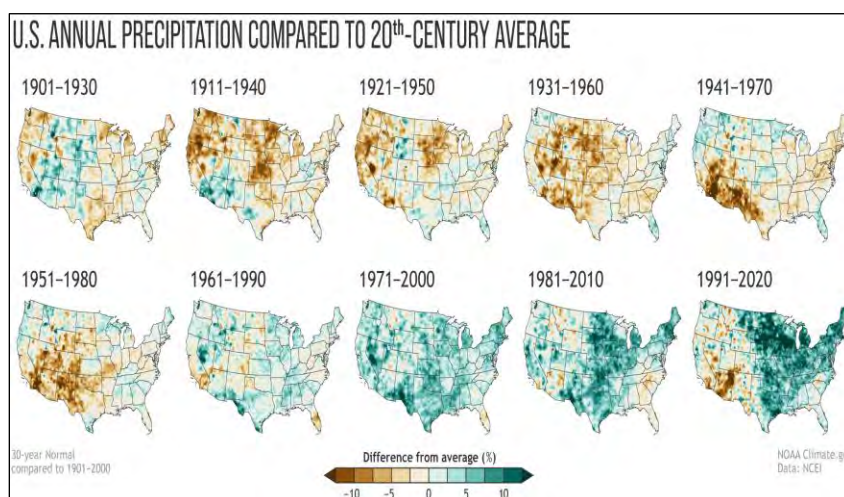 U.S. ANNUAL PRECIPITATION COMPARED TO 20th-CENTURY AVERAGE
1901–1930
1911–1940
1921–1950
1931–1960
1941–1970
1951–1980
1961–1990
1971–2000
1981–2010
1991–2020
30-year Normal
compared to 1901–2000
Difference from average (%)
-10 -5 0 5 10
NOAA Climate.g
Data: NCEI